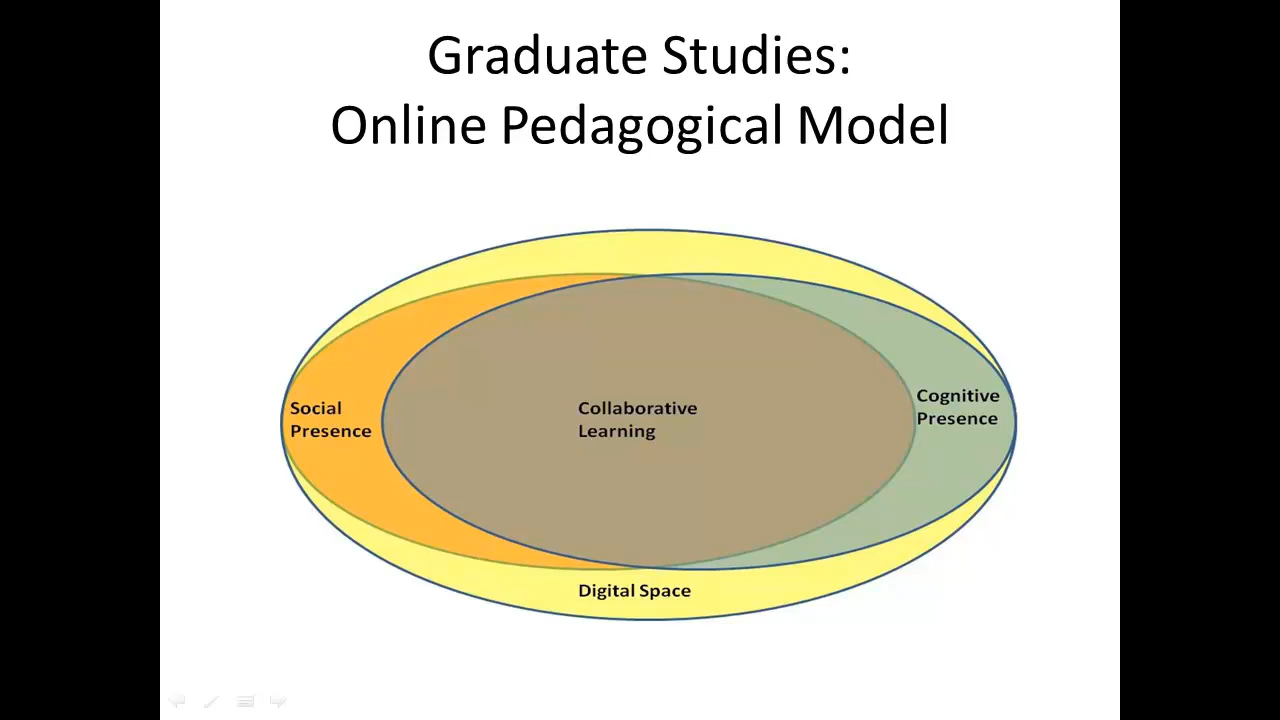 Graduate Studies:
Online Pedagogical Model
Social
Presence
Collaborative
Learning
Cognitive
Presence
Digital Space